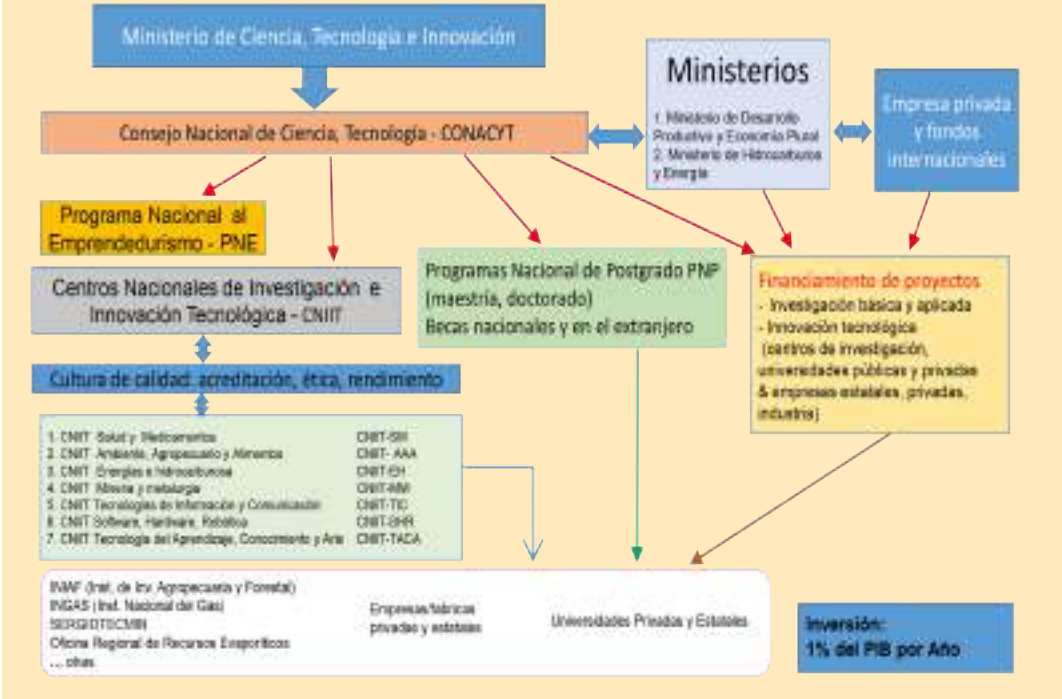 Ministerio de Ciencia, Tecnología e Innovación
Ministerios
1. Ministerio de Desarrollo
Productivo y Economía Plural
2. Ministerio de Hidrocarburos
y Energía
Empresa privada
y fondos
internacionales
Consejo Nacional de Ciencia, Tecnología - CONACYT
Programa Nacional al
Emprendedurismo - PNE
Centros Nacionales de Investigación e
Innovación Tecnológica - CNIIT
Programas Nacional de Postgrado PNP
(maestría, doctorado)
Becas nacionales y en el extranjero
Financiamiento de proyectos
- Investigación básica y aplicada
- Innovación tecnológica
(centros de investigación,
universidades públicas y privadas
& empresas estatales, privadas,
industria)
Cultura de calidad: acreditación, ética, rendimiento
1. CNIIT Salud y Medicamentos CNIIT-SM
2. CNIIT Ambiente, Agropecuario y Alimentos CNIIT- AAA
3. CNIIT Energías e hidrocarburos CNIIT-EH
4. CNIIT Minería y metalurgia CNIIT-MM
5. CNIIT Tecnologías de Información y Comunicación CNIIT-TIC
6. CNIIT Software, Hardware, Robótica CNIIT-SHR
7. CNIIT Tecnología del Aprendizaje, Conocimiento y Arte CNIIT-TACA
(Inst. de Inv. Agropecuaria y Forestal)
INGAS (Inst. Nacional del Gas)
SERGIOTECMIN
Oficina Regional de Recursos Evaporíticos
.... otras
Empresas/fabricas
privadas y estatales
Universidades Privadas y Estatales
Inversión:
1% del PIB por Año